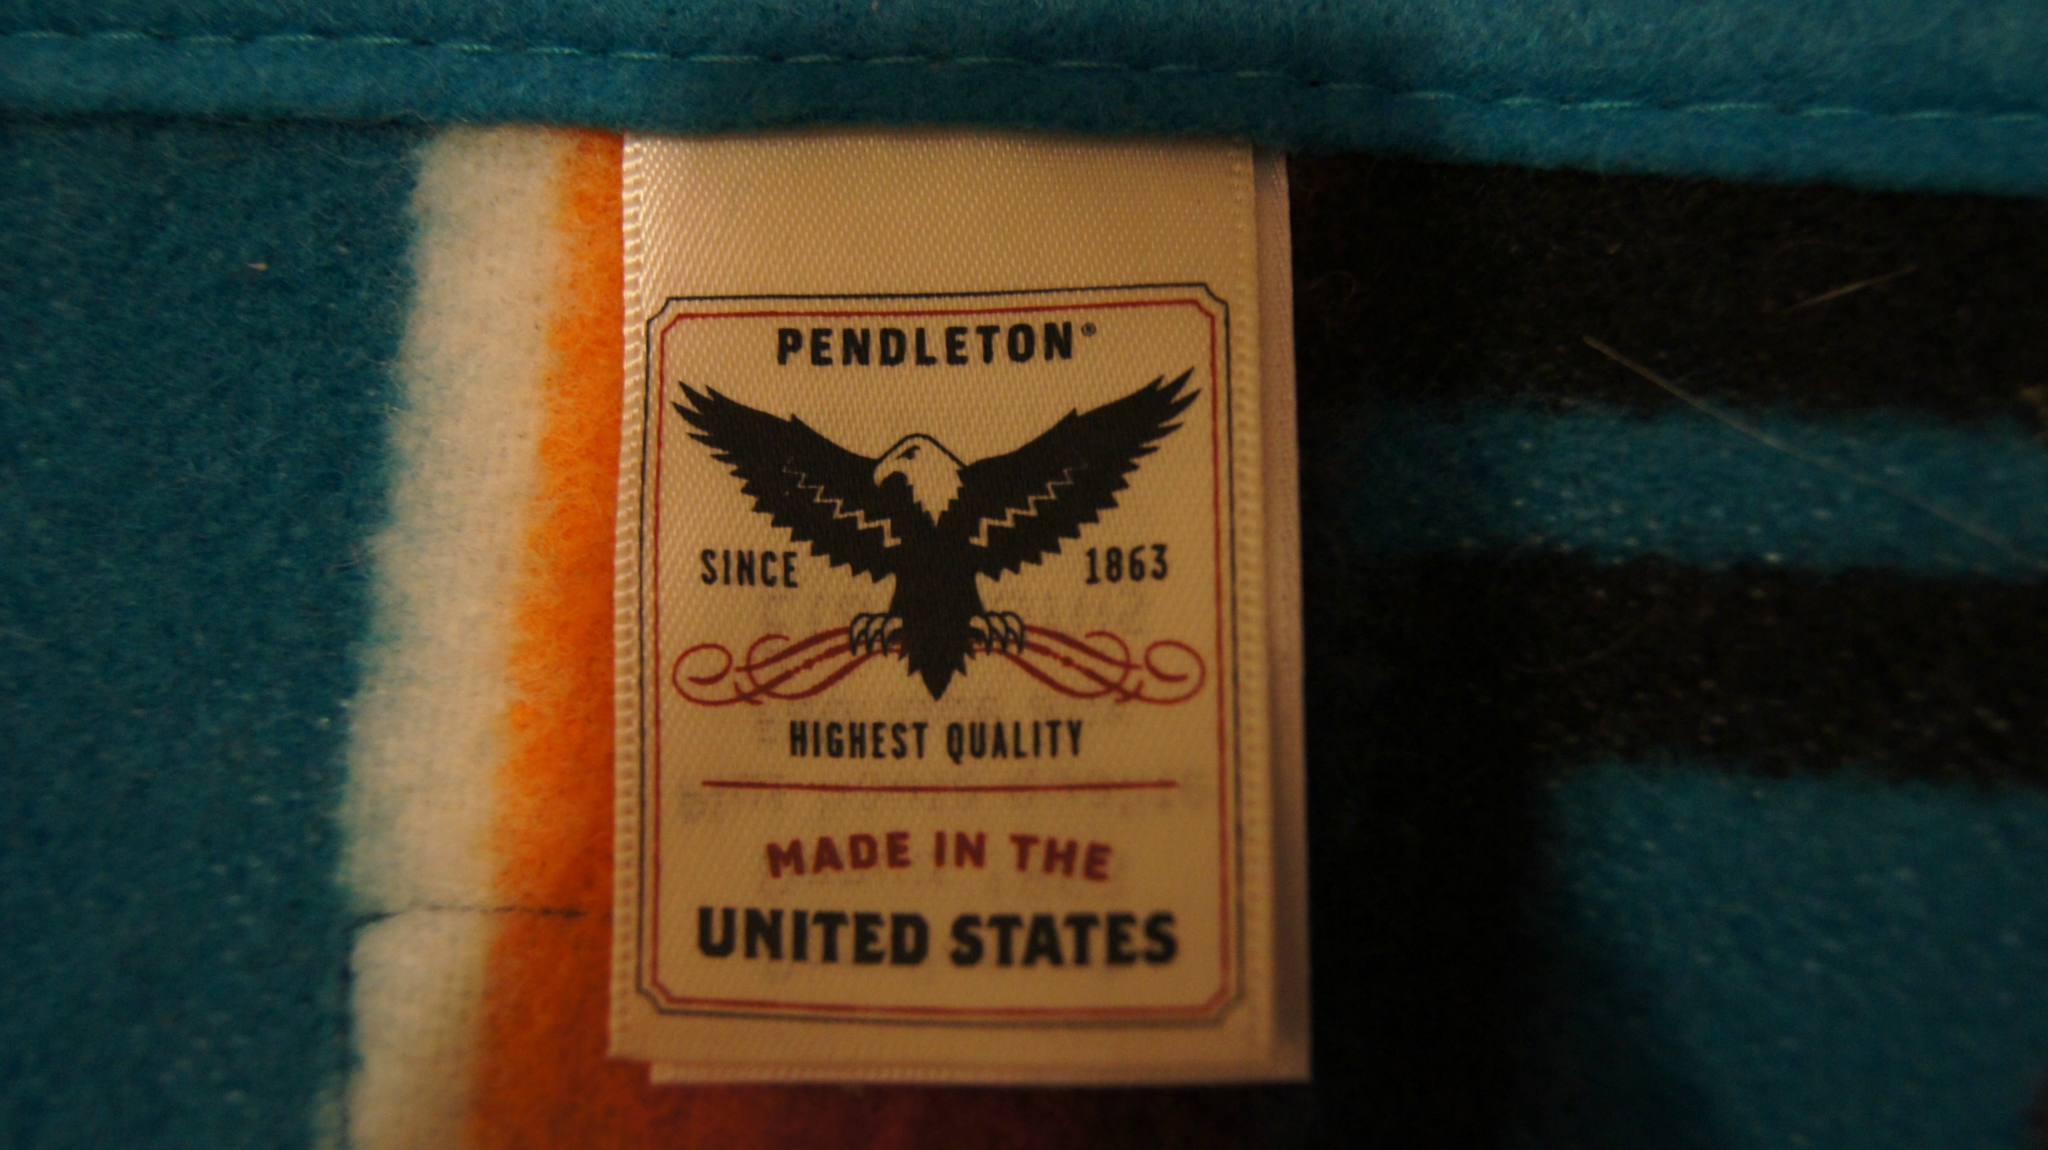 PENDLETON®
SINCE 1863
HIGHEST QUALITY
MADE IN THE
UNITED STATES